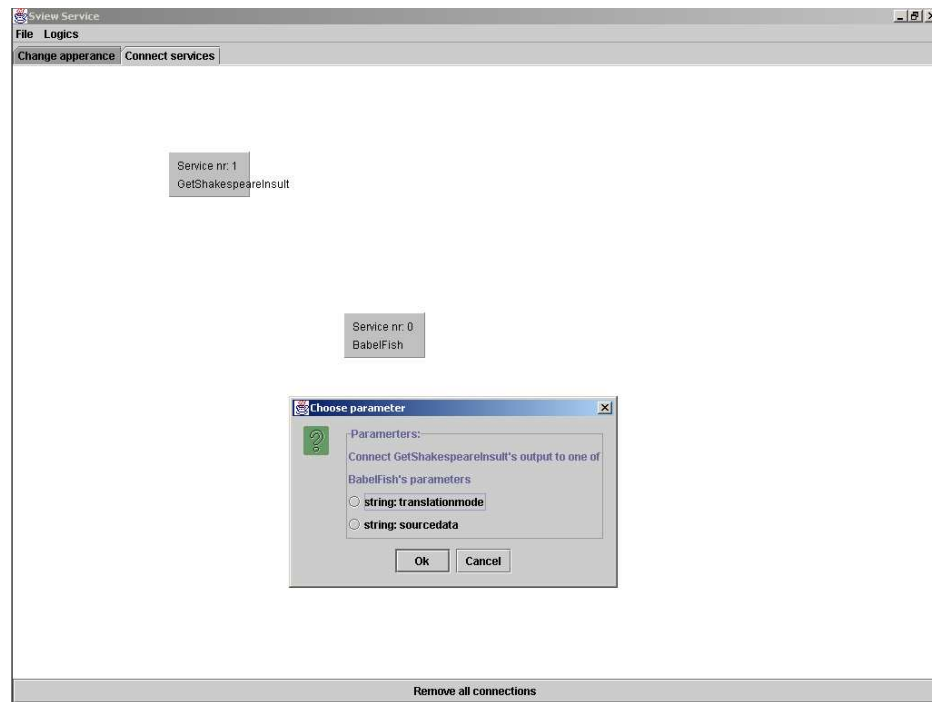 Sview Service
File Logics
Change apperance Connect services
Service nr: 1
GetShakespeareInsult
Service nr: 0
BabelFish
Choose parameter
Paramerters:
Connect GetShakespeareInsult's output to one of
BabelFish's parameters
string: translationmode
string: sourcedata
Ok Cancel
Remove all connections